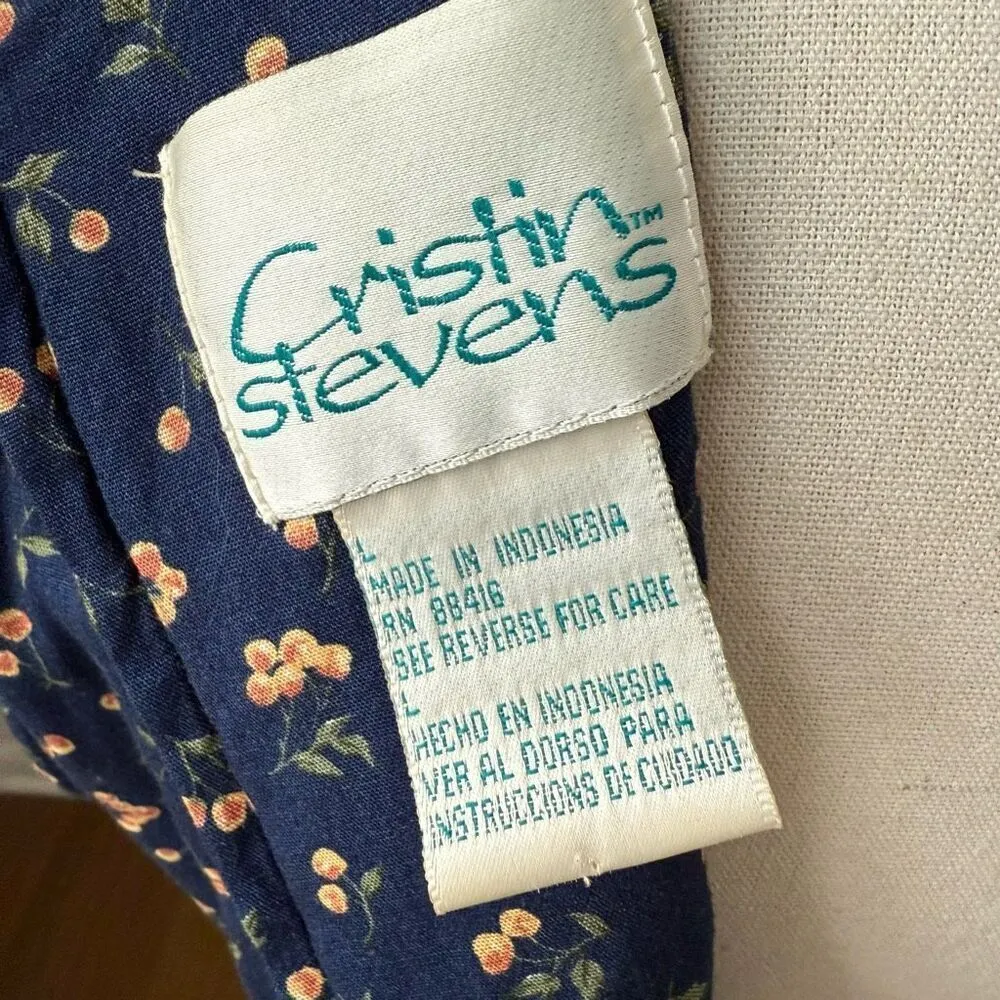 Cristin™
stevens
L
MADE IN INDONESIA
RN 88416
SEE REVERSE FOR CARE
L
HECHO EN INDONESIA
VER AL DORSO PARA
INSTRUCCIONS DE CUIDADO